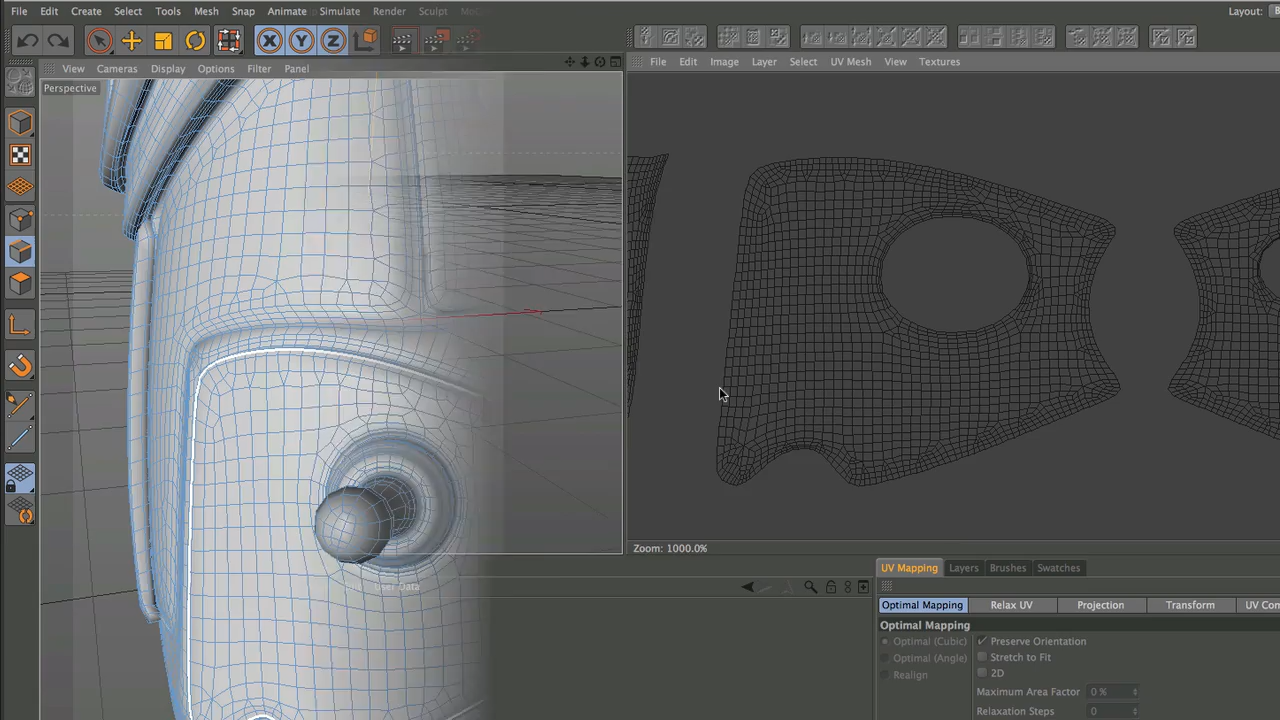 File Edit Create Select Tools Mesh Snap Animate Simulate Render Sculpt Layout:
X Y Z
View Cameras Display Options Filter Panel
File Edit Image Layer Select UV Mesh View Textures
Perspective
Zoom: 1000.0%
UV Mapping Layers Brushes Swatches
User Data
Optimal Mapping Relax UV Projection Transform
Optimal Mapping
Optimal (Cubic) Preserve Orientation
Optimal (Angle) Stretch to Fit
Realign 2D
Maximum Area Factor 0 %
Relaxation Steps 0